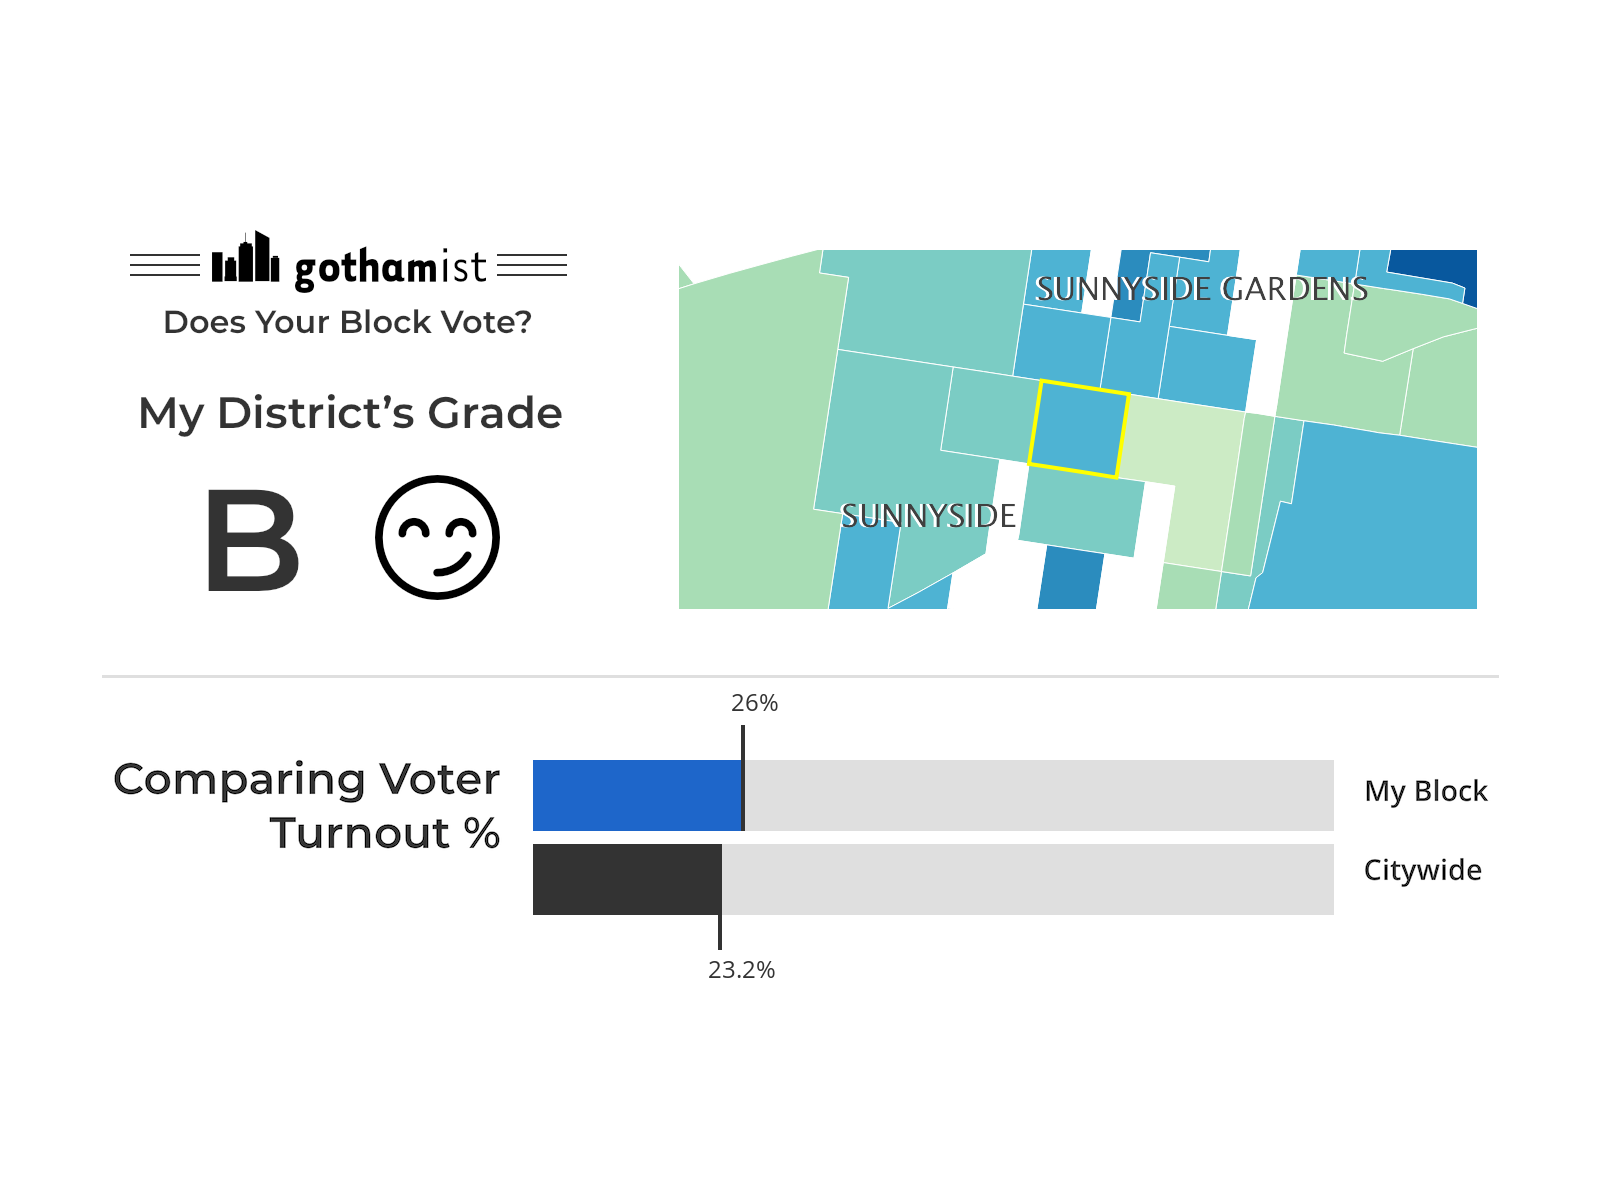 gothamist
Does Your Block Vote?
My District's Grade
B
SUNNYSIDE GARDENS
SUNNYSIDE
26%
Comparing Voter
Turnout %
My Block
Citywide
23.2%